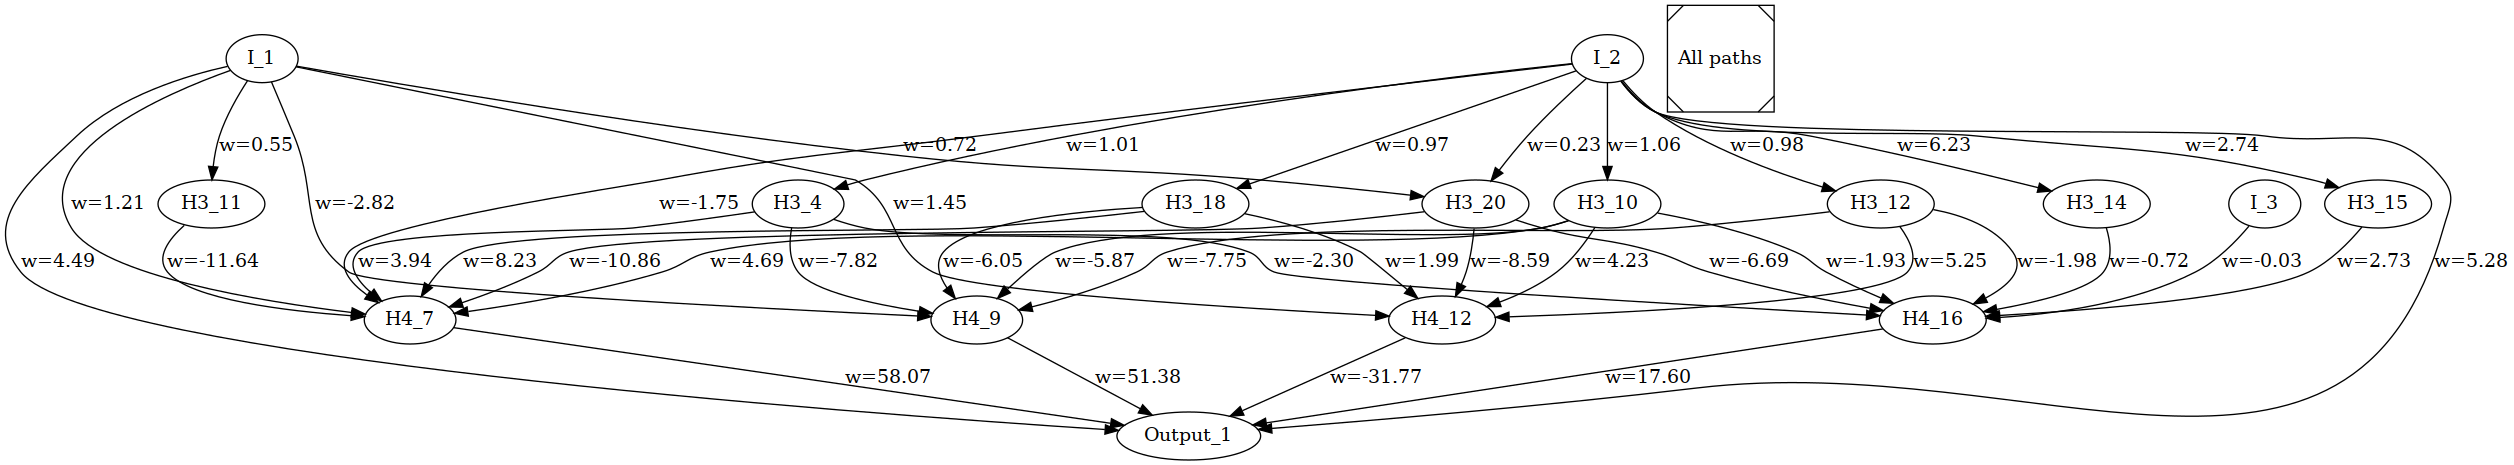 I_1
I_2
All paths
w=0.55
w=0.72
w=1.01
w=0.97
w=0.23
w=1.06
w=0.98
w=6.23
w=2.74
w=1.21
H3_11
w=-2.82
w=-1.75
H3_4
w=1.45
H3_18
H3_20
H3_10
H3_12
H3_14
I_3
H3_15
w=4.49
w=-11.64
w=3.94
w=8.23
w=-10.86
w=4.69
w=-7.82
w=-6.05
w=-5.87
w=-7.75
w=-2.30
w=1.99
w=-8.59
w=4.23
w=-6.69
w=-1.93
w=5.25
w=-1.98
w=-0.72
w=-0.03
w=2.73
w=5.28
H4_7
H4_9
H4_12
H4_16
w=58.07
w=51.38
w=-31.77
w=17.60
Output_1